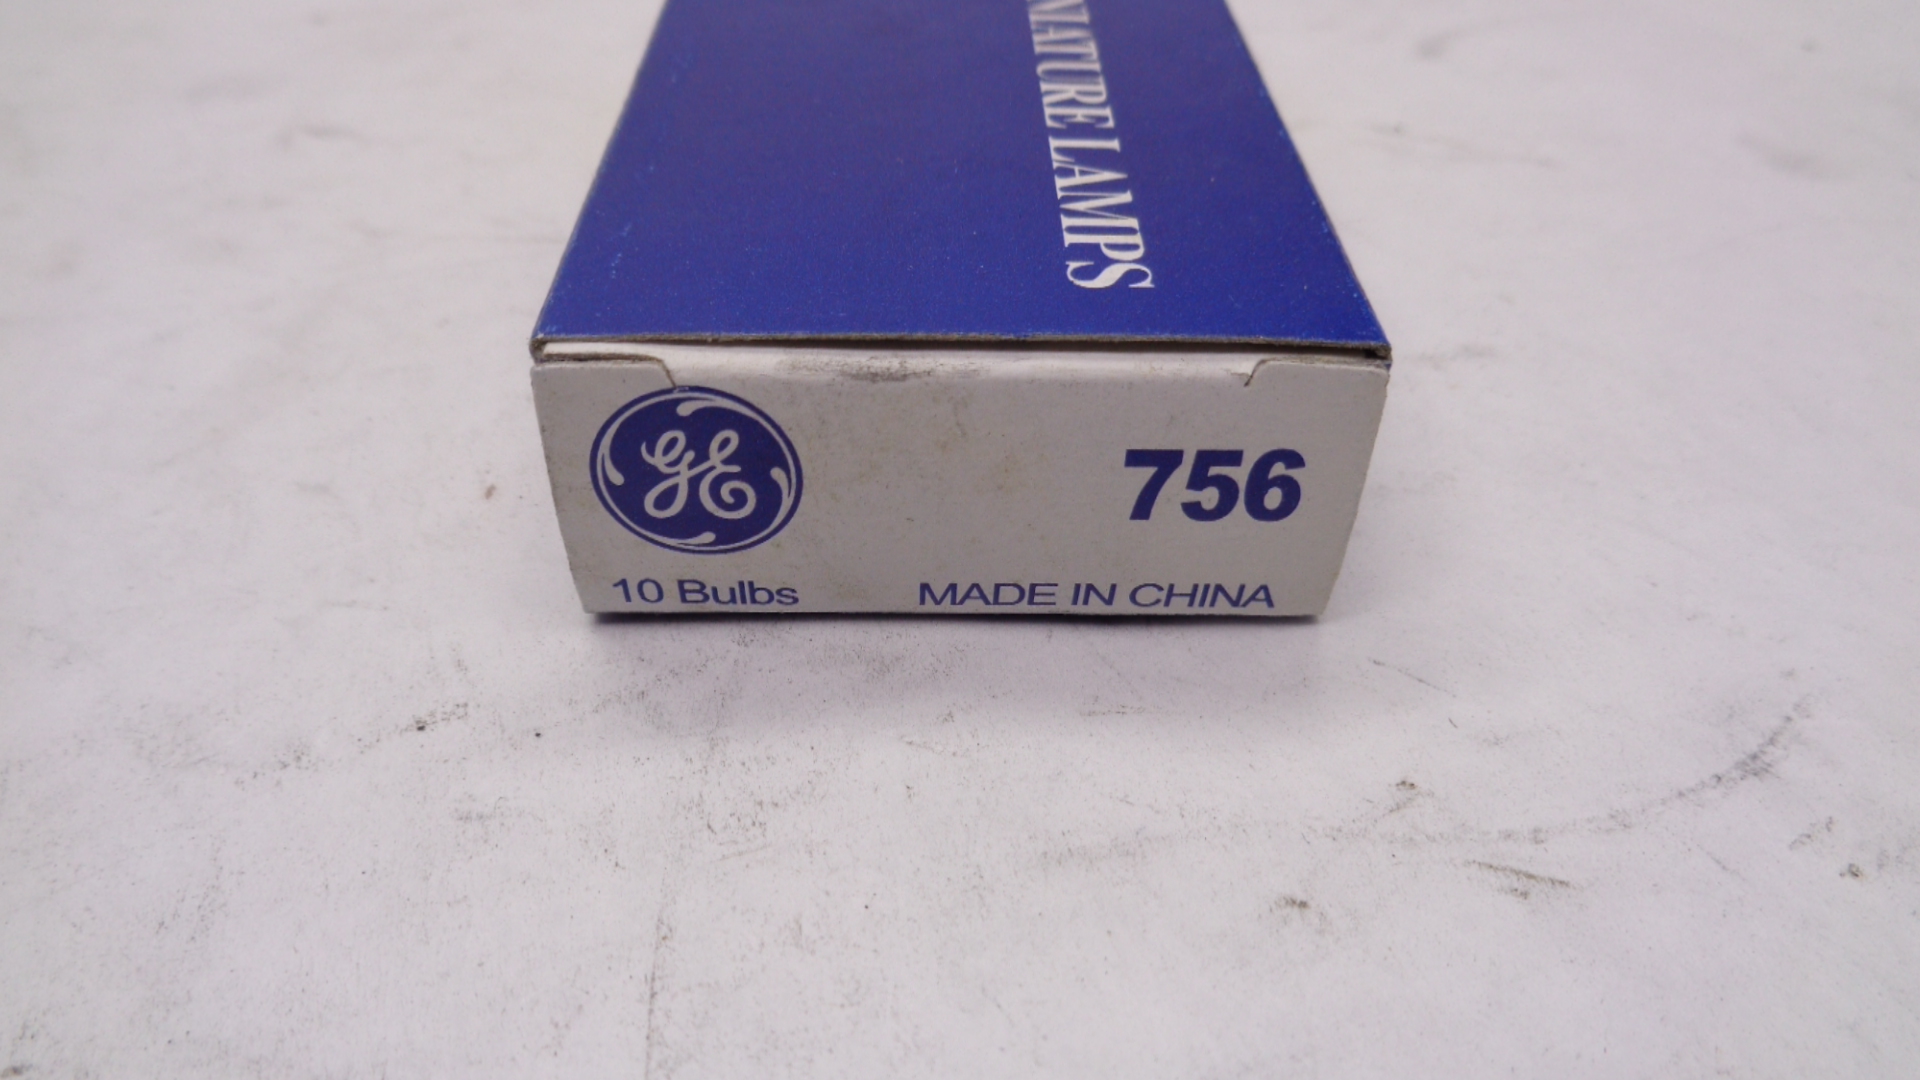 NIATURE LAMPS
GE
756
10 Bulbs
MADE IN CHINA